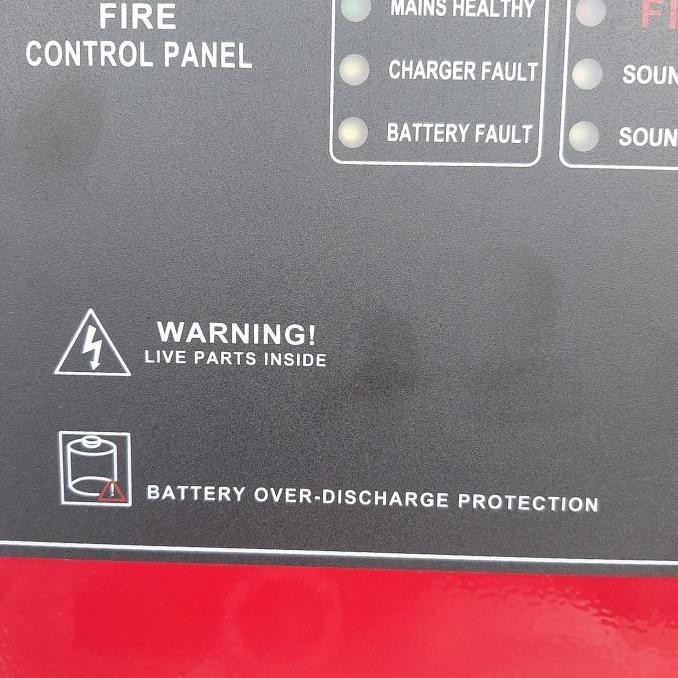 FIRE
CONTROL PANEL
MAINS HEALTHY
CHARGER FAULT
BATTERY FAULT
WARNING!
LIVE PARTS INSIDE
!
BATTERY OVER-DISCHARGE PROTECTION